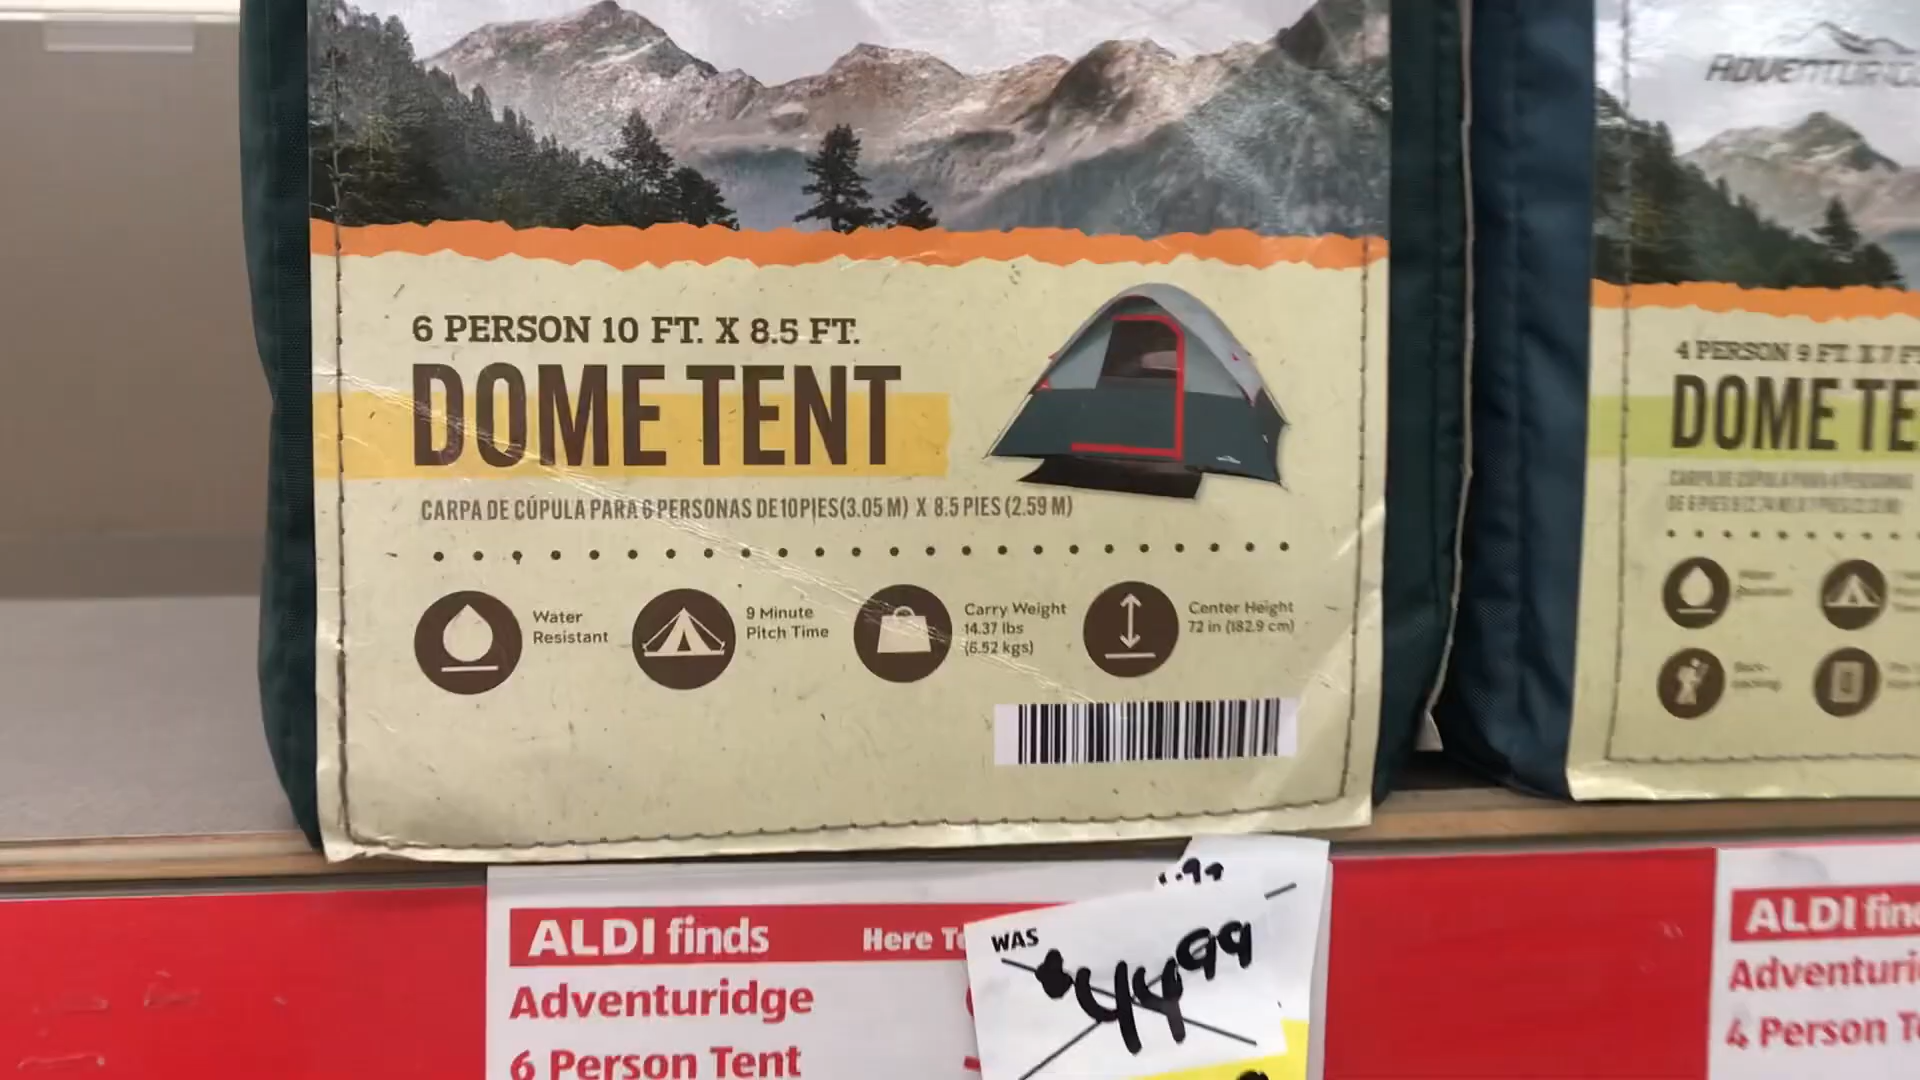 6 PERSON 10 FT. X 8.5 FT.
DOME TENT
CARPA DE CÚPULA PARA 6 PERSONAS DE 10 PIES (3.05 M) X 8.5 PIES (2.59 M)
Water
Resistant
9 Minute
Pitch Time
Carry Weight
14.37 lbs
(6.52 kgs)
Center Height
72 in (182.9 cm)
4 PERSON 9 FT. X 7 FT
DOME TE
ALDI finds
Here To
Adventuridge
6 Person Tent
.99
WAS
$44.99
ALDI fin
Adventuri
4 Person T